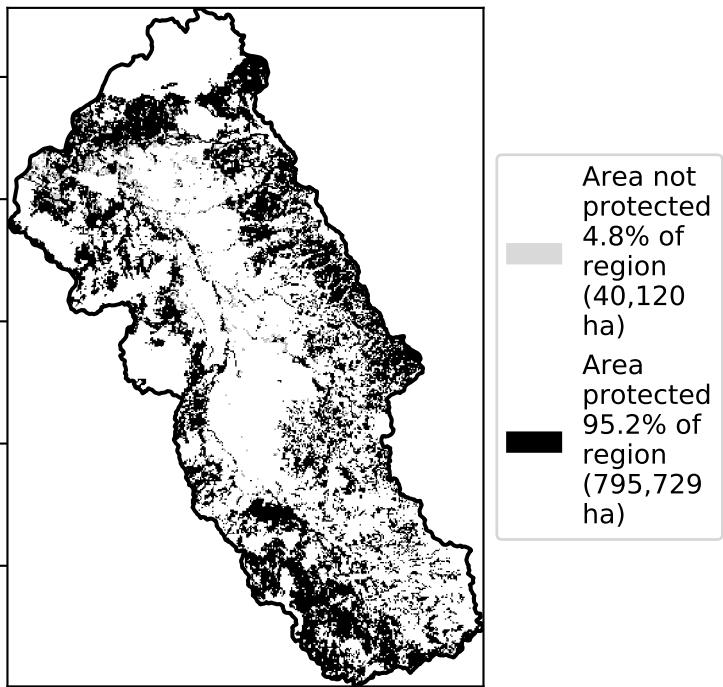 Area not
protected
4.8% of
region
(40,120
ha)
Area
protected
95.2% of
region
(795,729
ha)